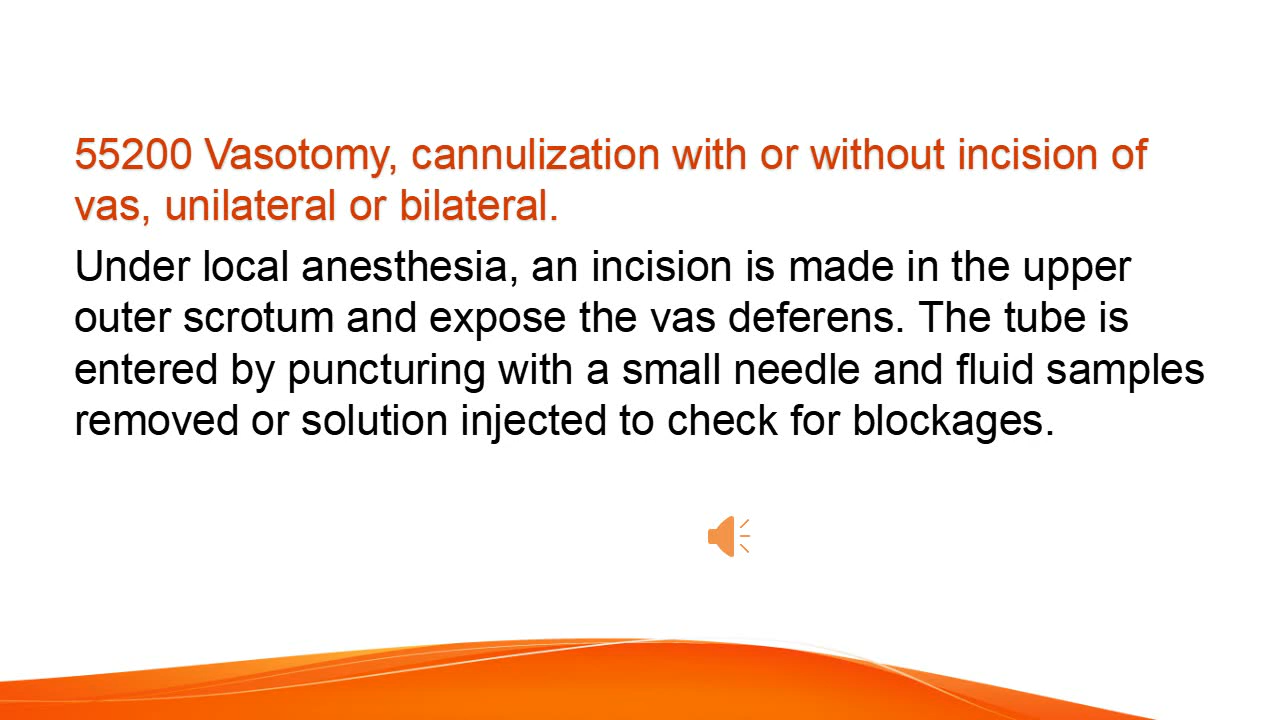 55200 Vasotomy, cannulization with or without incision of
vas, unilateral or bilateral.
Under local anesthesia, an incision is made in the upper
outer scrotum and expose the vas deferens. The tube is
entered by puncturing with a small needle and fluid samples
removed or solution injected to check for blockages.